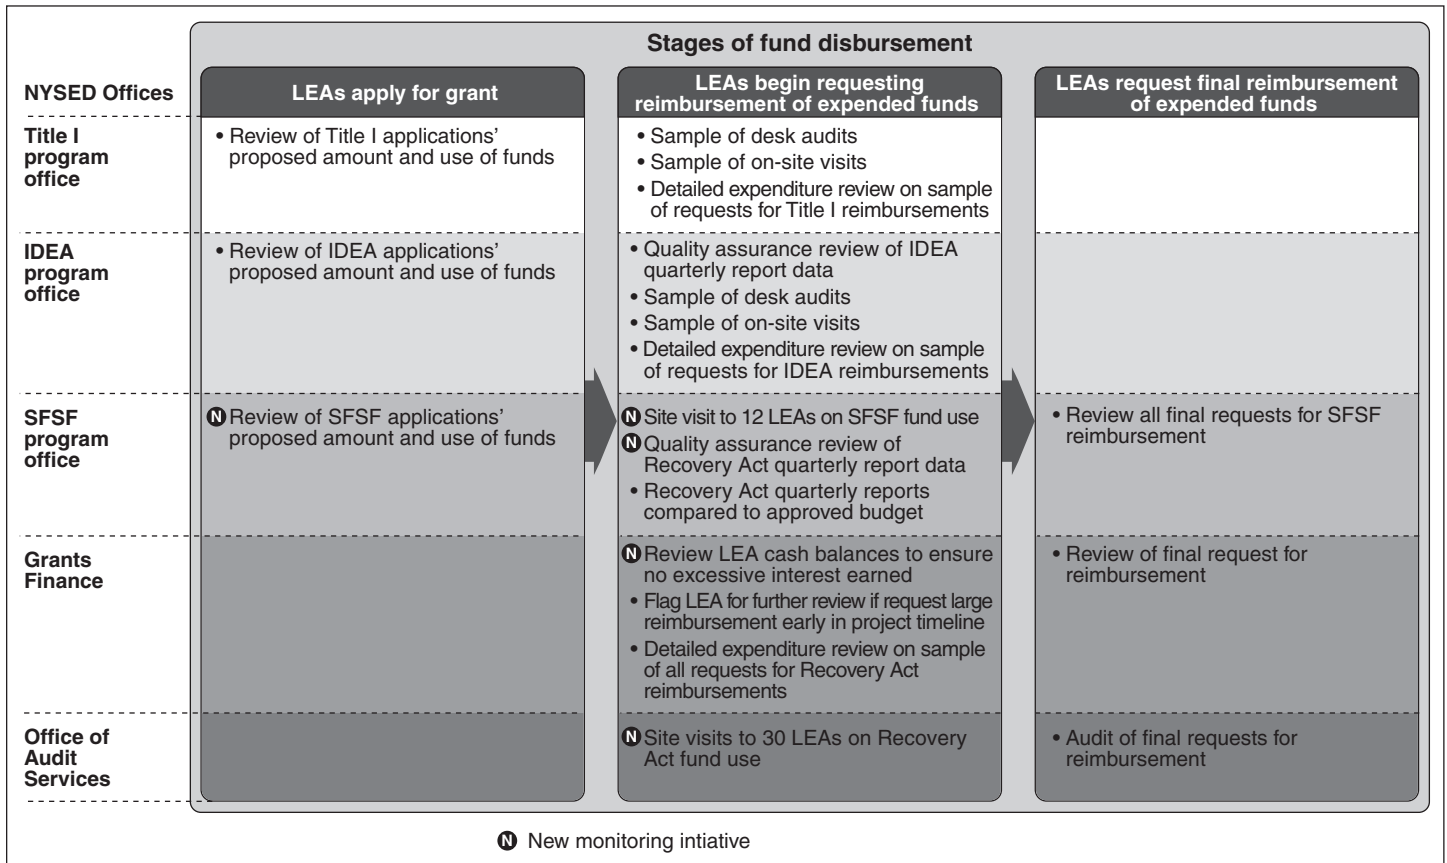 Stages of fund disbursement
NYSED Offices
LEAs apply for grant
LEAs begin requesting
reimbursement of expended funds
LEAs request final reimbursement
of expended funds
Title I
program
office
• Review of Title I applications'
proposed amount and use of funds
• Sample of desk audits
• Sample of on-site visits
• Detailed expenditure review on sample
of requests for Title I reimbursements
IDEA
program
office
• Review of IDEA applications'
proposed amount and use of funds
• Quality assurance review of IDEA
quarterly report data
• Sample of desk audits
• Sample of on-site visits
• Detailed expenditure review on sample
of requests for IDEA reimbursements
SFSF
program
office
N Review of SFSF applications'
proposed amount and use of funds
N Site visit to 12 LEAs on SFSF fund use
N Quality assurance review of
Recovery Act quarterly report data
• Recovery Act quarterly reports
compared to approved budget
• Review all final requests for SFSF
reimbursement
Grants
Finance
N Review LEA cash balances to ensure
no excessive interest earned
• Flag LEA for further review if request large
reimbursement early in project timeline
• Detailed expenditure review on sample
of all requests for Recovery Act
reimbursements
• Review of final request for
reimbursement
Office of
Audit
Services
N Site visits to 30 LEAs on Recovery
Act fund use
• Audit of final requests for
reimbursement
N New monitoring intiative